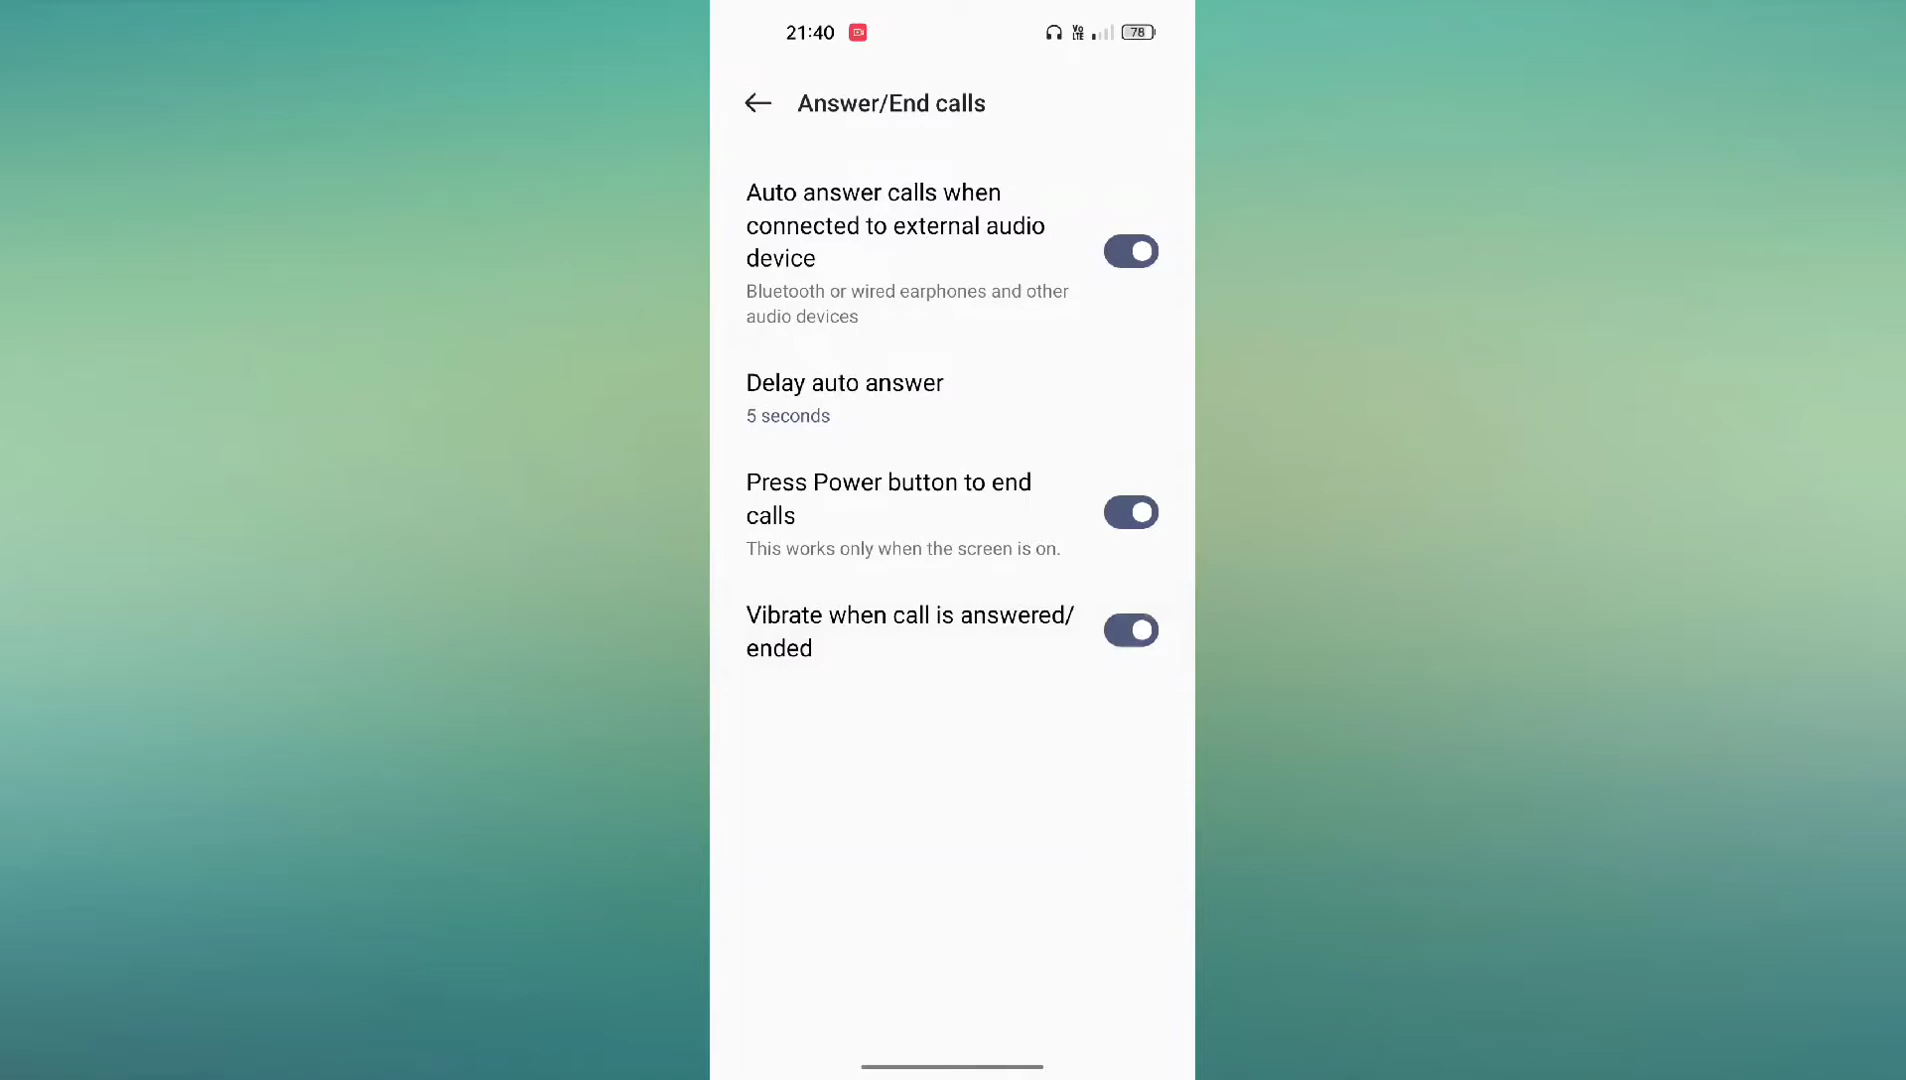 21:40
Vo
LTE
78
Answer/End calls
Auto answer calls when
connected to external audio
device
Bluetooth or wired earphones and other
audio devices
Delay auto answer
5 seconds
Press Power button to end
calls
This works only when the screen is on.
Vibrate when call is answered/
ended